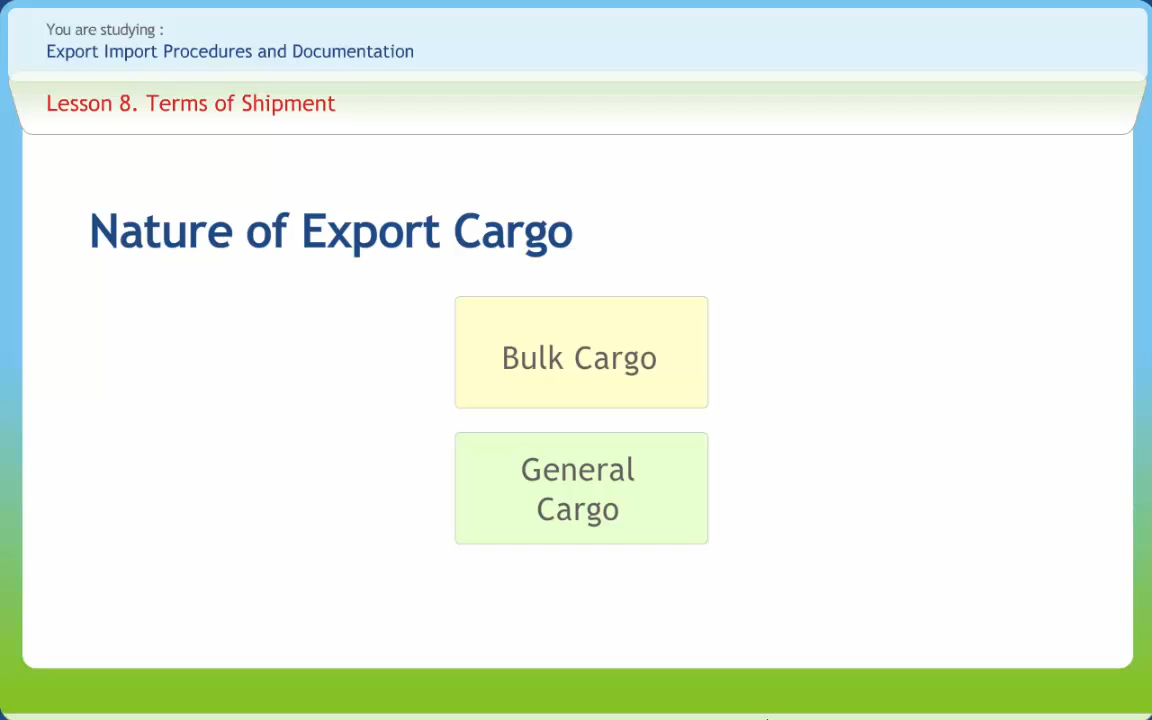 You are studying :
Export Import Procedures and Documentation
Lesson 8. Terms of Shipment
Nature of Export Cargo
Bulk Cargo
General
Cargo